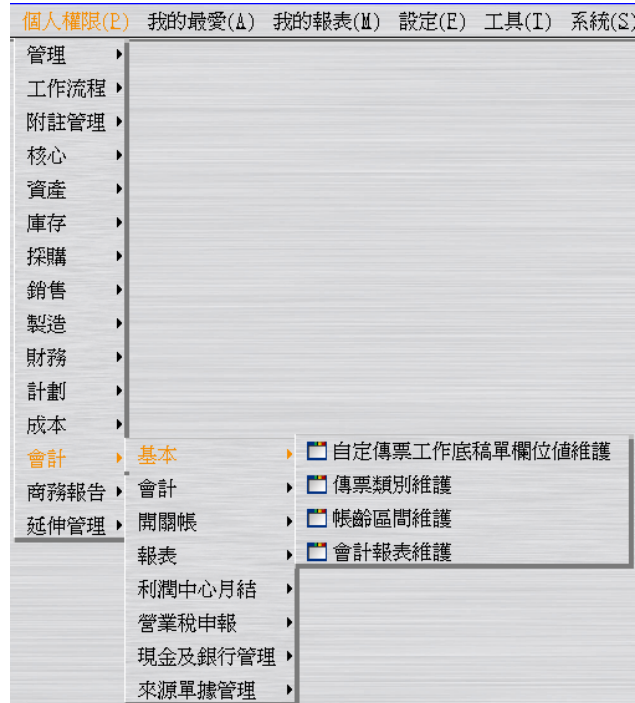 個人權限(P) 我的最愛(A) 我的報表(M) 設定(E) 工具(T) 系統(S)
管理
工作流程
附註管理
核心
資產
庫存
採購
銷售
製造
財務
計劃
成本
會計
商務報告
延伸管理
基本
會計
開關帳
報表
利潤中心月結
營業稅申報
現金及銀行管理
來源單據管理
自定傳票工作底稿單欄位值維護
傳票類別維護
帳齡區間維護
會計報表維護